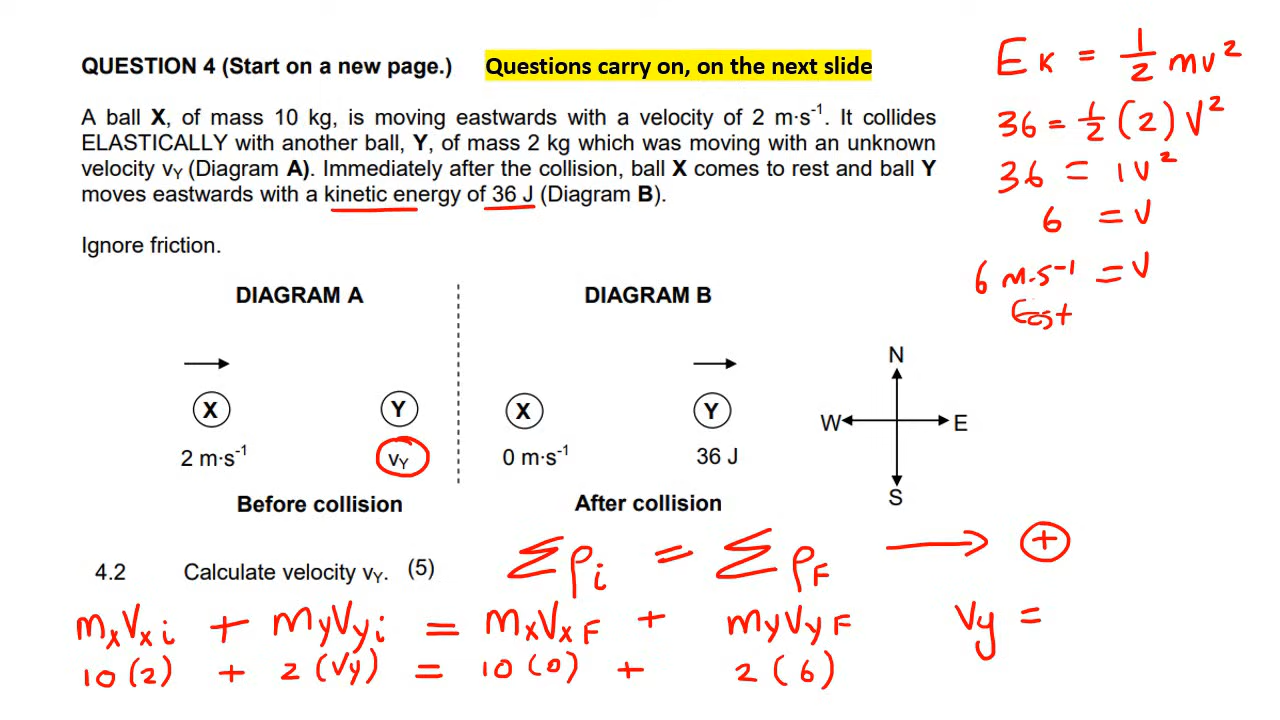 QUESTION 4 (Start on a new page.) Questions carry on, on the next slide
A ball X, of mass 10 kg, is moving eastwards with a velocity of 2 m·s⁻¹. It collides
ELASTICALLY with another ball, Y, of mass 2 kg which was moving with an unknown
velocity vY (Diagram A). Immediately after the collision, ball X comes to rest and ball Y
moves eastwards with a kinetic energy of 36 J (Diagram B).
Ignore friction.
EK = 1/2 mv²
36 = 1/2 (2) V²
36 = 1V²
6 = V
6 m·s⁻¹ = V
East
DIAGRAM A DIAGRAM B
X Y X Y
2 m·s⁻¹ vY 0 m·s⁻¹ 36 J
N
W E
S
Before collision After collision
Σpi = ΣpF → +
4.2 Calculate velocity vY. (5)
mxVxi + myVyi = mxVxF + myVyF
10(2) + 2(Vy) = 10(0) + 2(6)
Vy =